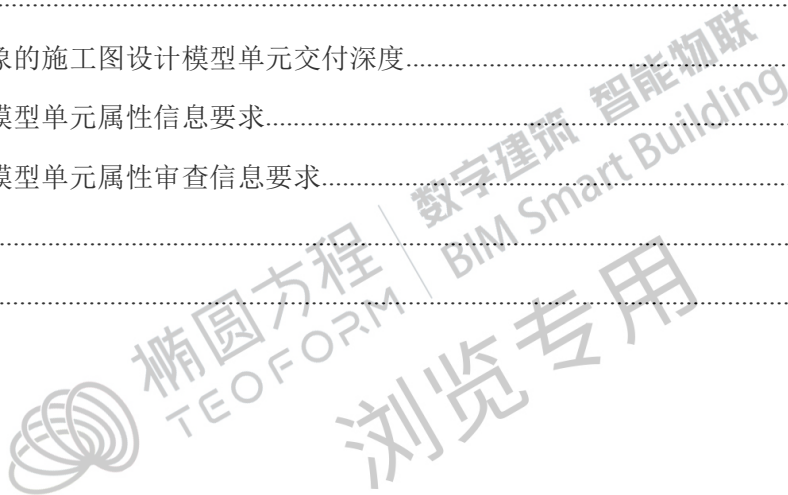 ................................................................................
象的施工图设计模型单元交付深度................................................
模型单元属性信息要求................................................................
模型单元属性审查信息要求..........................................................
................................................................................
................................................................................
椭圆方程 数字建筑 智能物联
TEOFORM BIM Smart Building
浏览专用